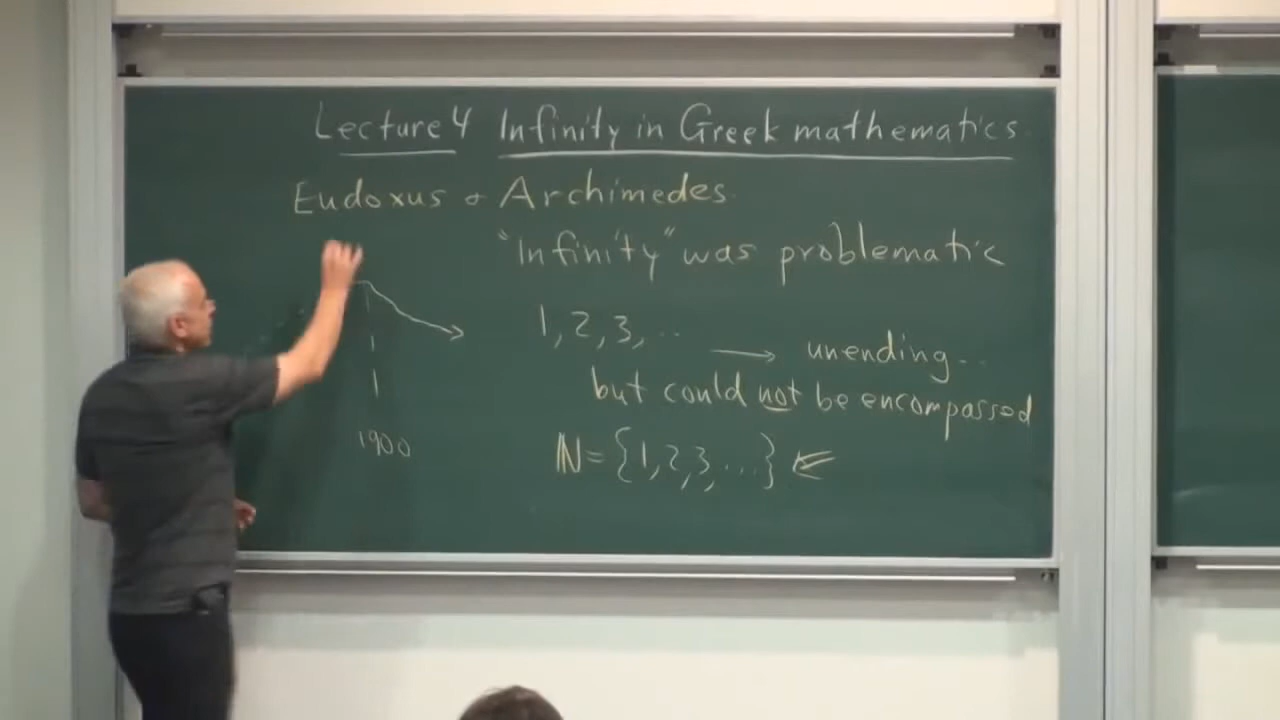 Lecture 4 Infinity in Greek mathematics.
Eudoxus & Archimedes.
"Infinity" was problematic
1, 2, 3, ..
→ unending...
but could not be encompassed
ℕ = {1, 2, 3, ...} ⇐
1900